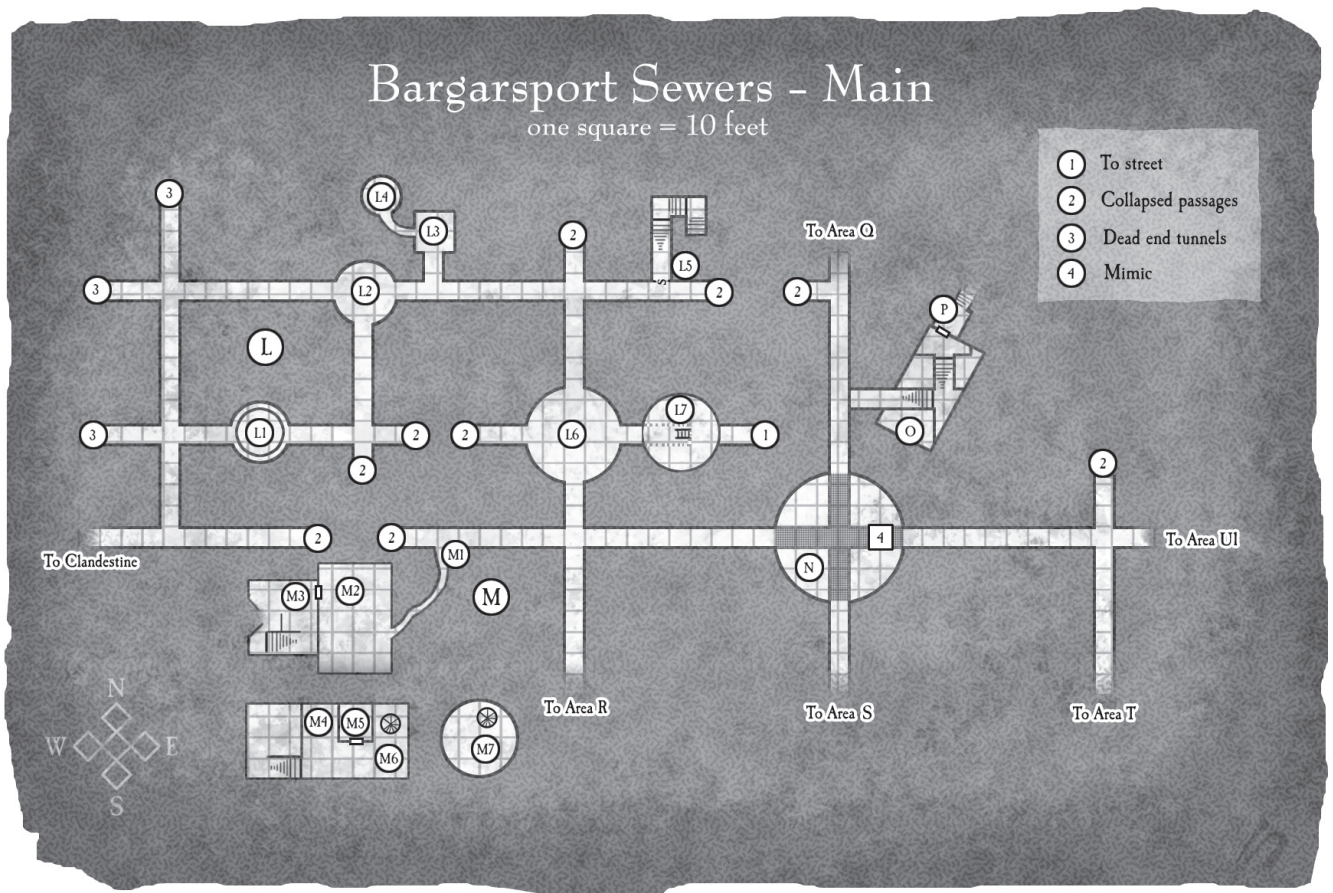 Bargarsport Sewers – Main
one square = 10 feet
1 To street
2 Collapsed passages
3 Dead end tunnels
4 Mimic
3
L4
L3
2
To Area Q
L5
S
3
L2
2
2
P
L
3
L1
2
2
L6
L7
1
O
2
2
To Clandestine
2
2
M1
4
To Area U1
N
M3
M2
M
To Area R
To Area S
To Area T
M4
M5
M6
M7
N
W
E
S